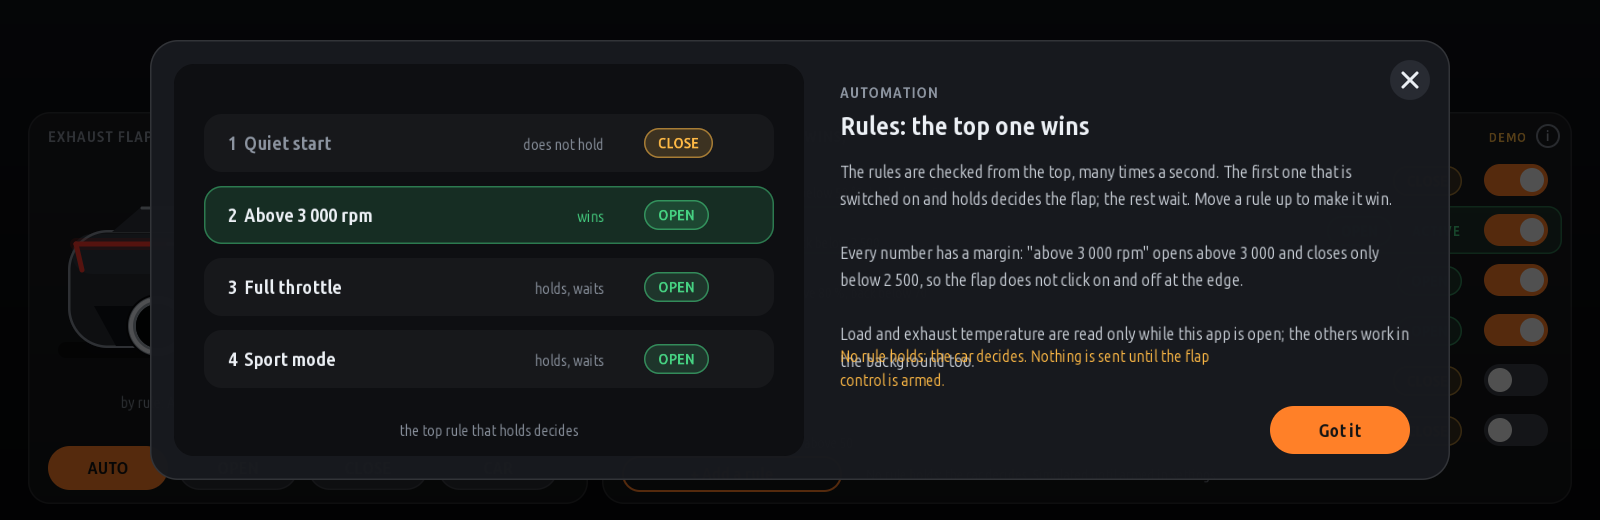 EXHAUST FLAP
DEMO
i
AUTOMATION
Rules: the top one wins
The rules are checked from the top, many times a second. The first one that is
switched on and holds decides the flap; the rest wait. Move a rule up to make it win.
Every number has a margin: "above 3 000 rpm" opens above 3 000 and closes only
below 2 500, so the flap does not click on and off at the edge.
Load and exhaust temperature are read only while this app is open; the others work in
the background too.
No rule holds: the car decides. Nothing is sent until the flap
control is armed.
Got it
1 Quiet start does not hold CLOSE
2 Above 3 000 rpm wins OPEN
3 Full throttle holds, waits OPEN
4 Sport mode holds, waits OPEN
the top rule that holds decides
AUTO